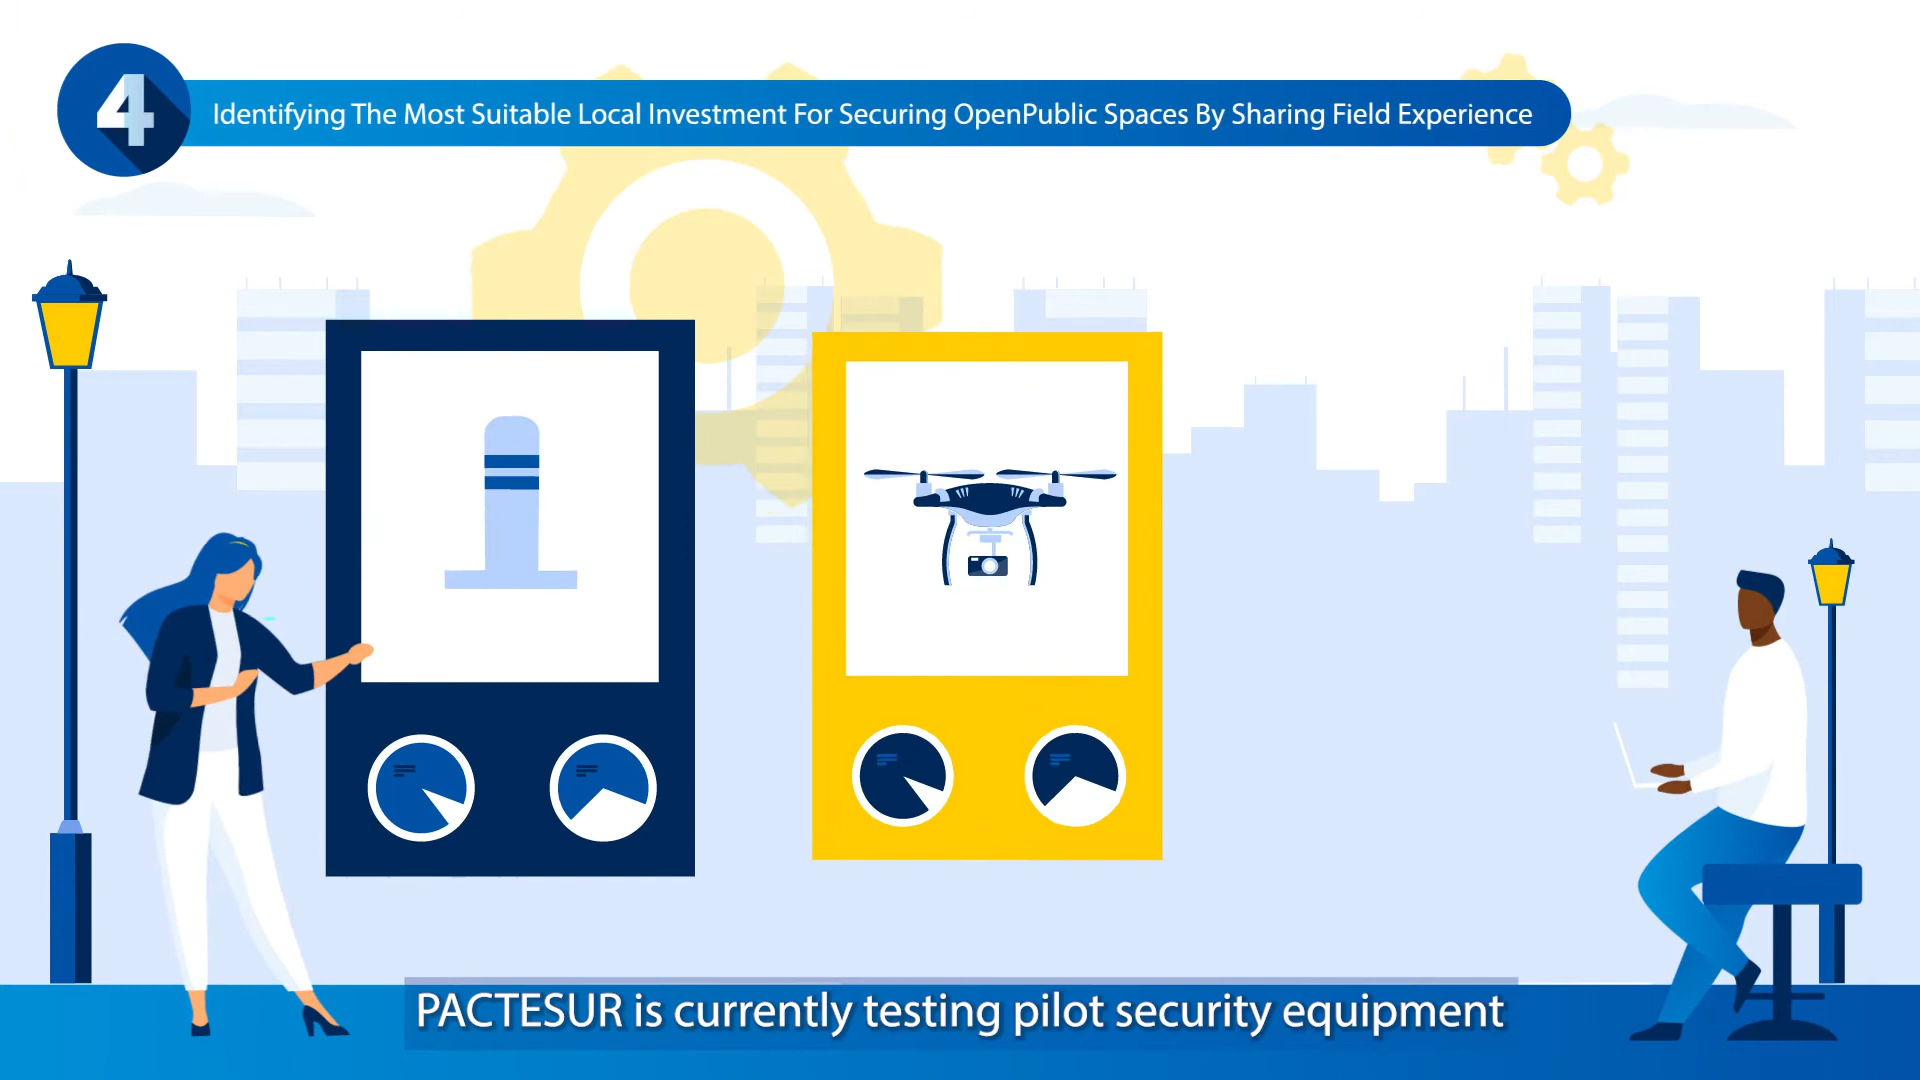 4
Identifying The Most Suitable Local Investment For Securing OpenPublic Spaces By Sharing Field Experience
PACTESUR is currently testing pilot security equipment